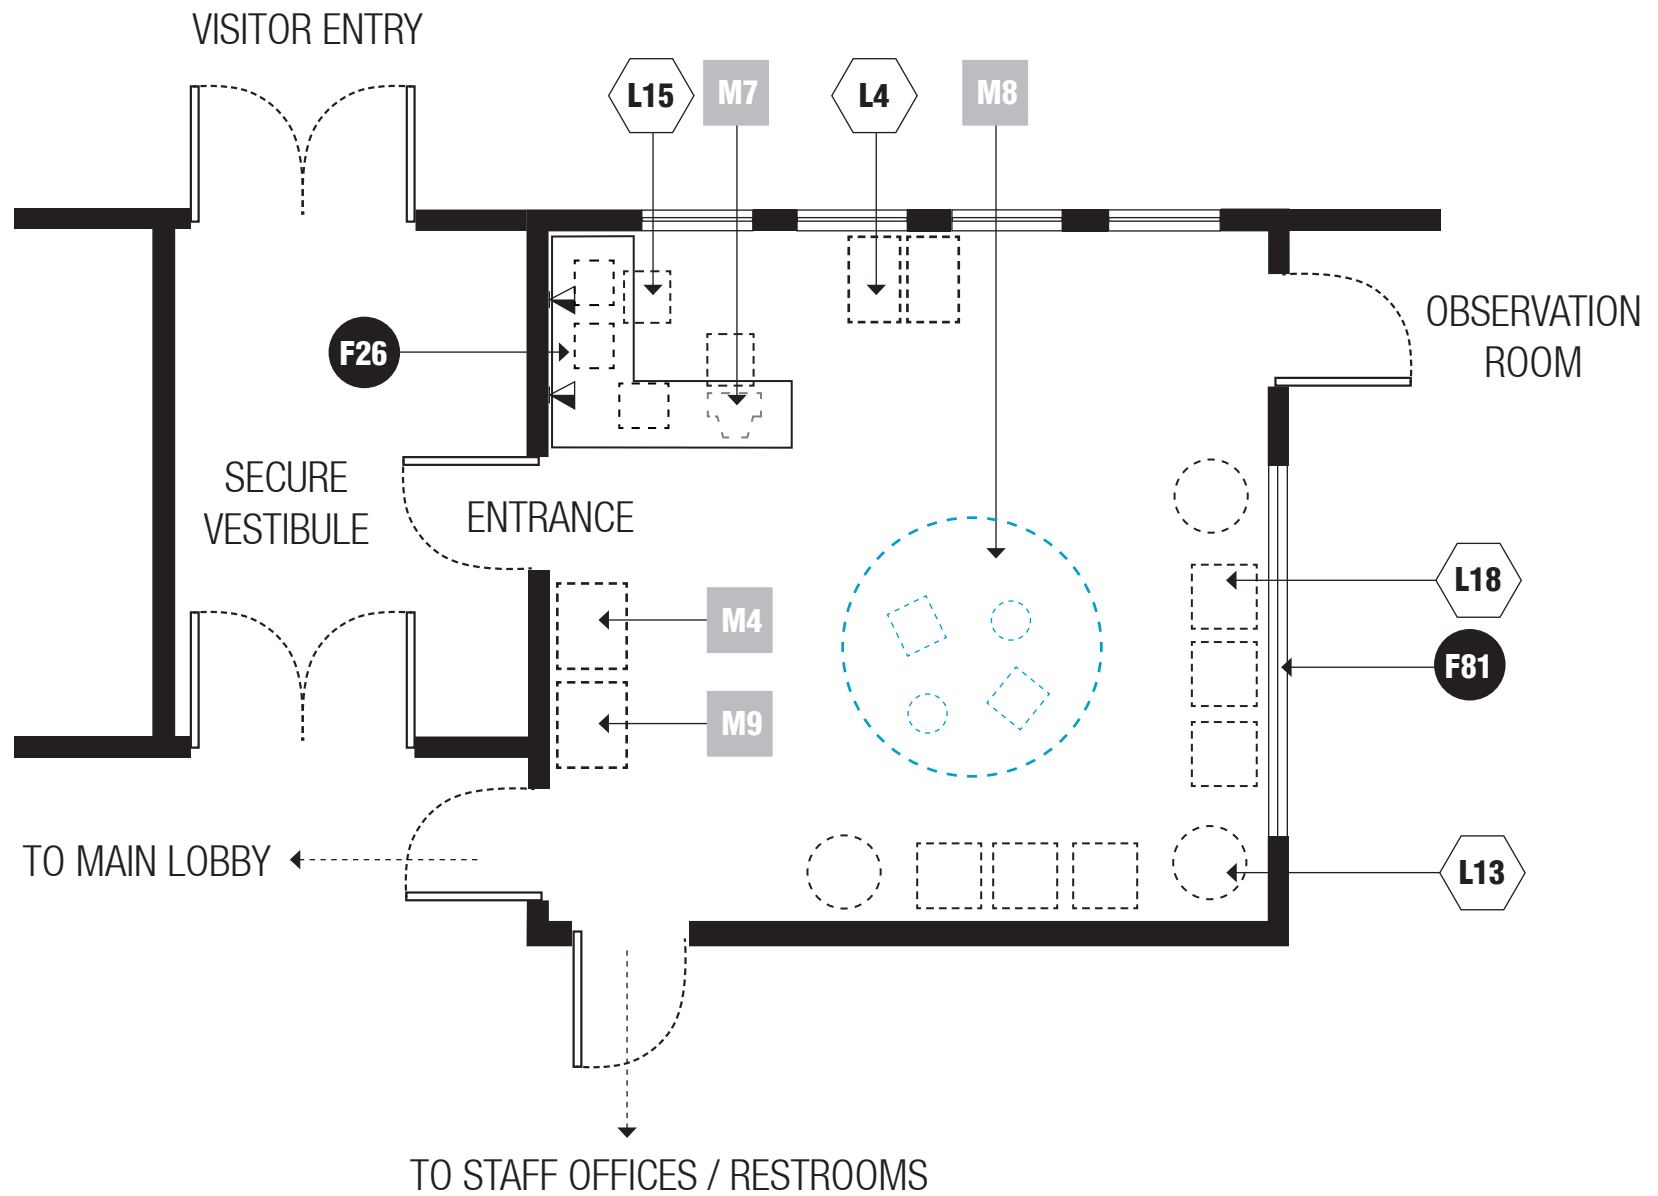 VISITOR ENTRY
L15
M7
L4
M8
F26
OBSERVATION
ROOM
SECURE
VESTIBULE
ENTRANCE
L18
M4
F81
M9
TO MAIN LOBBY
L13
TO STAFF OFFICES / RESTROOMS